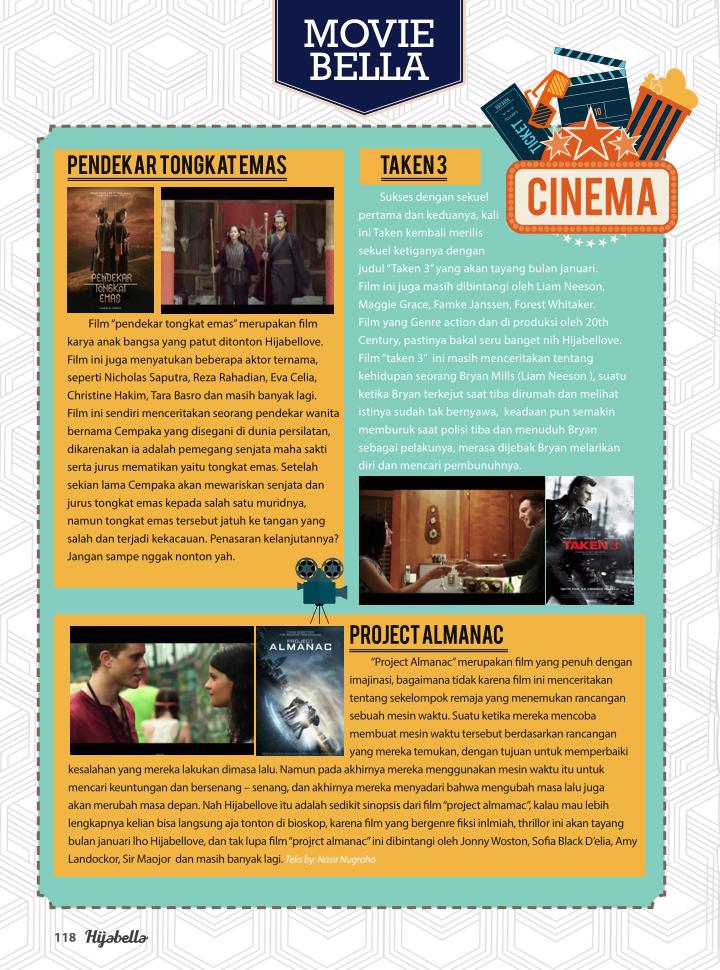 MOVIE
BELLA
TICKET
10
CINEMA
PENDEKAR TONGKAT EMAS
PENDEKAR
TONGKAT
EMAS
Film “pendekar tongkat emas” merupakan film
karya anak bangsa yang patut ditonton Hijabellove.
Film ini juga menyatukan beberapa aktor ternama,
seperti Nicholas Saputra, Reza Rahadian, Eva Celia,
Christine Hakim, Tara Basro dan masih banyak lagi.
Film ini sendiri menceritakan seorang pendekar wanita
bernama Cempaka yang disegani di dunia persilatan,
dikarenakan ia adalah pemegang senjata maha sakti
serta jurus mematikan yaitu tongkat emas. Setelah
sekian lama Cempaka akan mewariskan senjata dan
jurus tongkat emas kepada salah satu muridnya,
namun tongkat emas tersebut jatuh ke tangan yang
salah dan terjadi kekacauan. Penasaran kelanjutannya?
Jangan sampe nggak nonton yah.
TAKEN 3
Sukses dengan sekuel
pertama dan keduanya, kali
ini Taken kembali merilis
sekuel ketiganya dengan
judul “Taken 3” yang akan tayang bulan januari.
Film ini juga masih dibintangi oleh Liam Neeson,
Maggie Grace, Famke Janssen, Forest Whitaker.
Film yang Genre action dan di produksi oleh 20th
Century, pastinya bakal seru banget nih Hijabellove.
Film “taken 3” ini masih menceritakan tentang
kehidupan seorang Bryan Mills (Liam Neeson ), suatu
ketika Bryan terkejut saat tiba dirumah dan melihat
istinya sudah tak bernyawa, keadaan pun semakin
memburuk saat polisi tiba dan menuduh Bryan
sebagai pelakunya, merasa dijebak Bryan melarikan
diri dan mencari pembunuhnya.
TAKEN 3
PROJECT ALMANAC
PROJECT
ALMANAC
“Project Almanac” merupakan film yang penuh dengan
imajinasi, bagaimana tidak karena film ini menceritakan
tentang sekelompok remaja yang menemukan rancangan
sebuah mesin waktu. Suatu ketika mereka mencoba
membuat mesin waktu tersebut berdasarkan rancangan
yang mereka temukan, dengan tujuan untuk memperbaiki
kesalahan yang mereka lakukan dimasa lalu. Namun pada akhirnya mereka menggunakan mesin waktu itu untuk
mencari keuntungan dan bersenang – senang, dan akhirnya mereka menyadari bahwa mengubah masa lalu juga
akan merubah masa depan. Nah Hijabellove itu adalah sedikit sinopsis dari film “project almamac”, kalau mau lebih
lengkapnya kelian bisa langsung aja tonton di bioskop, karena film yang bergenre fiksi inlmiah, thrillor ini akan tayang
bulan januari lho Hijabellove, dan tak lupa film “projrct almanac” ini dibintangi oleh Jonny Woston, Sofia Black D’elia, Amy
Landockor, Sir Maojor dan masih banyak lagi. Teks by: Nasir Nugroho
118 Hijabella